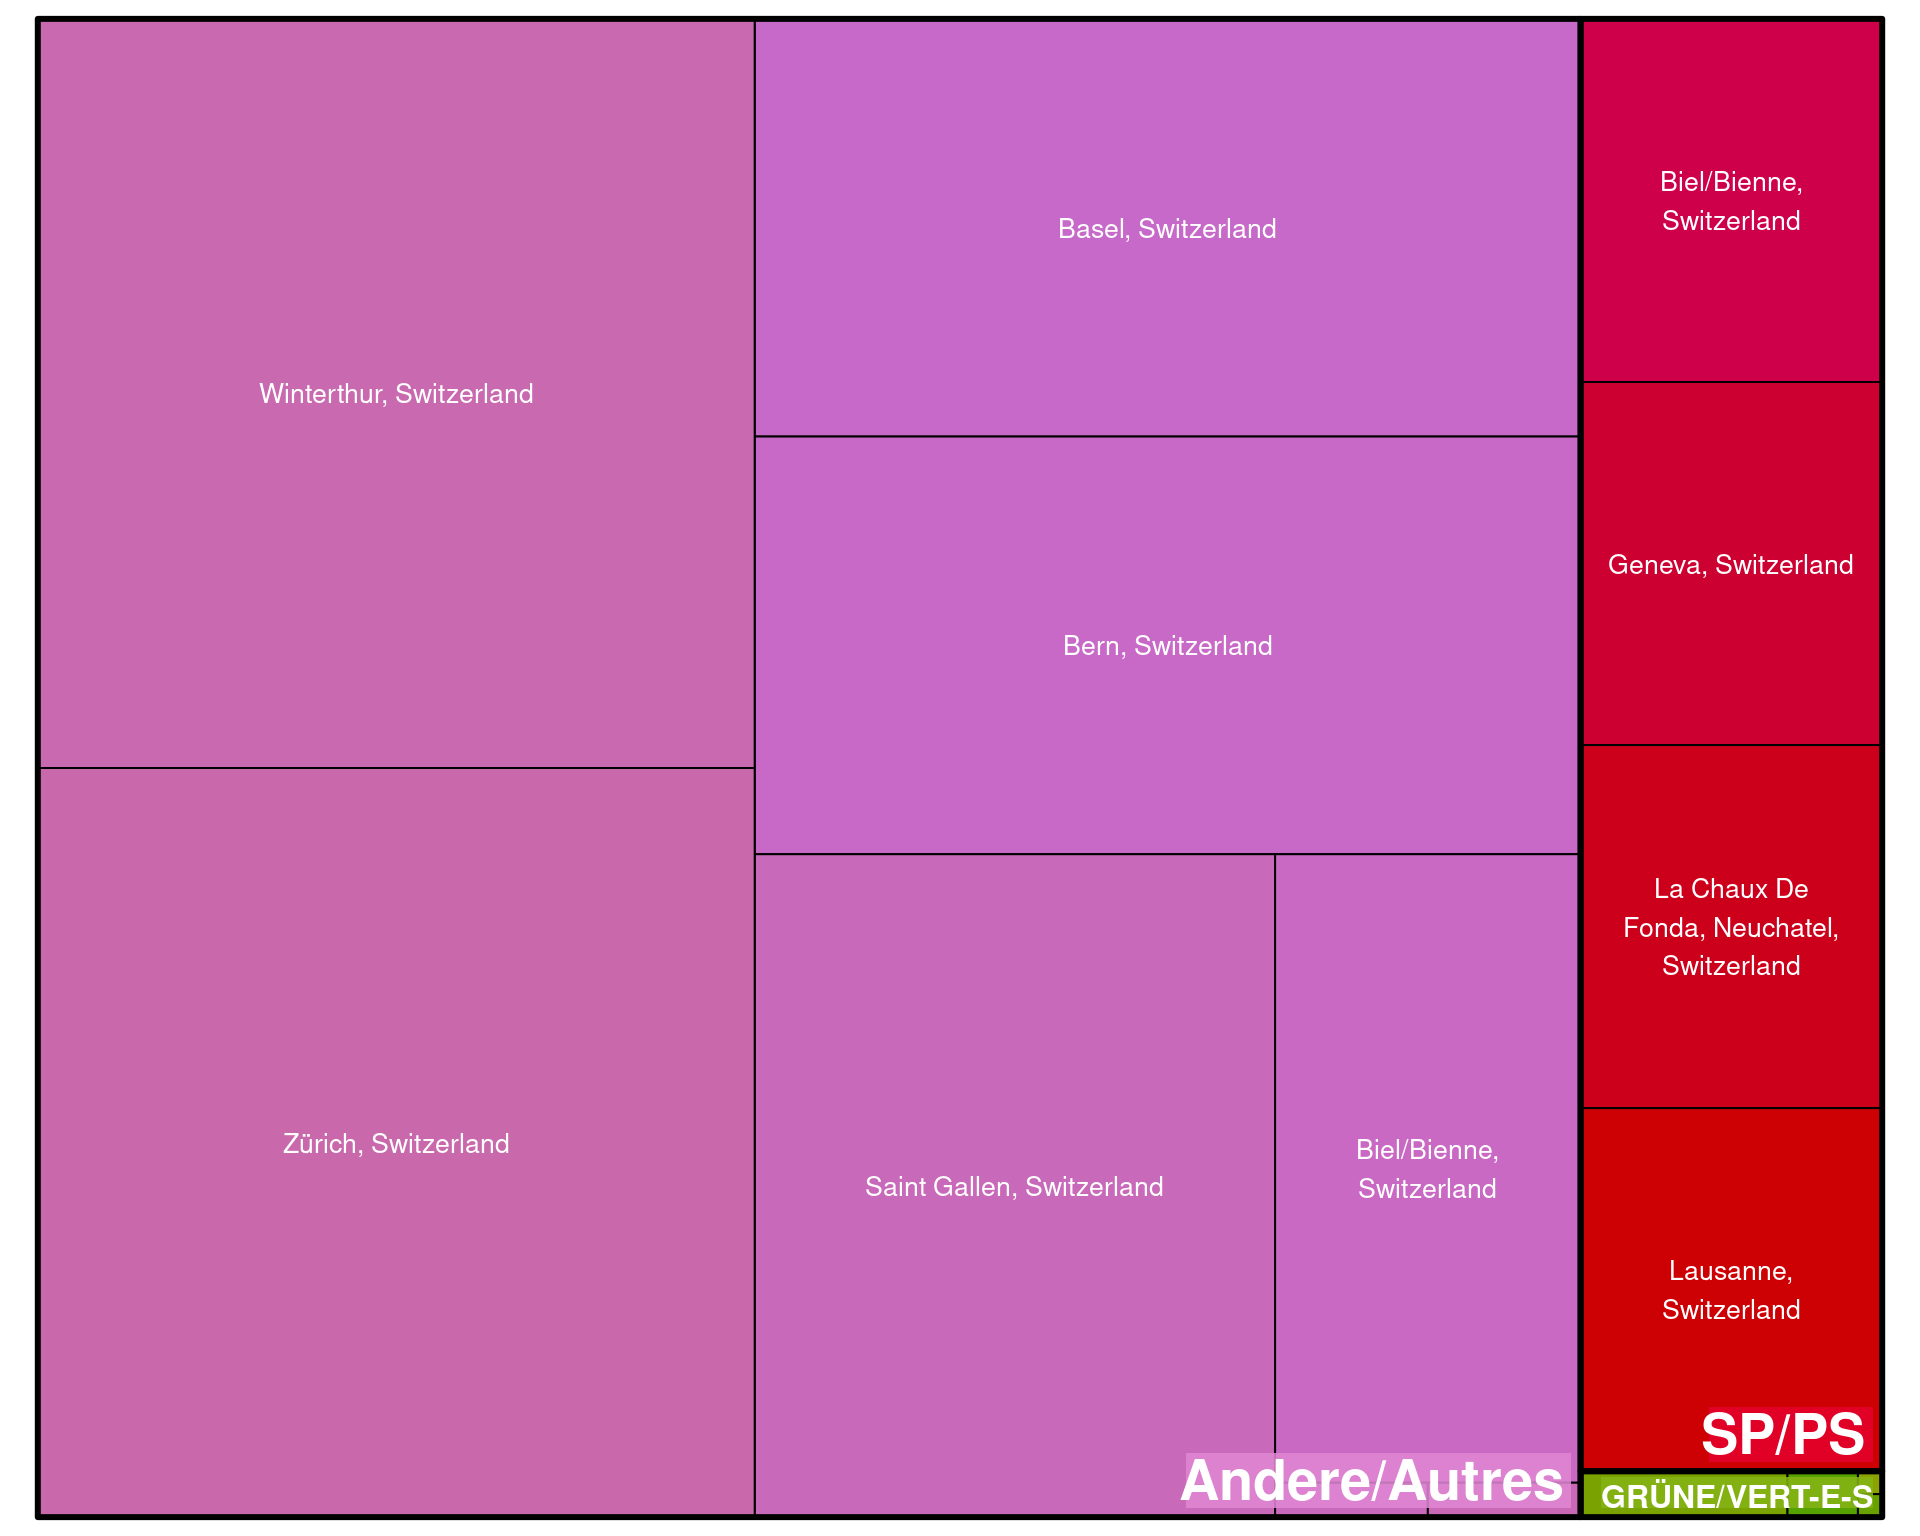 Winterthur, Switzerland
Zürich, Switzerland
Basel, Switzerland
Bern, Switzerland
Saint Gallen, Switzerland
Biel/Bienne,
Switzerland
Andere/Autres
Biel/Bienne,
Switzerland
Geneva, Switzerland
La Chaux De
Fonda, Neuchatel,
Switzerland
Lausanne,
Switzerland
SP/PS
GRÜNE/VERT-E-S